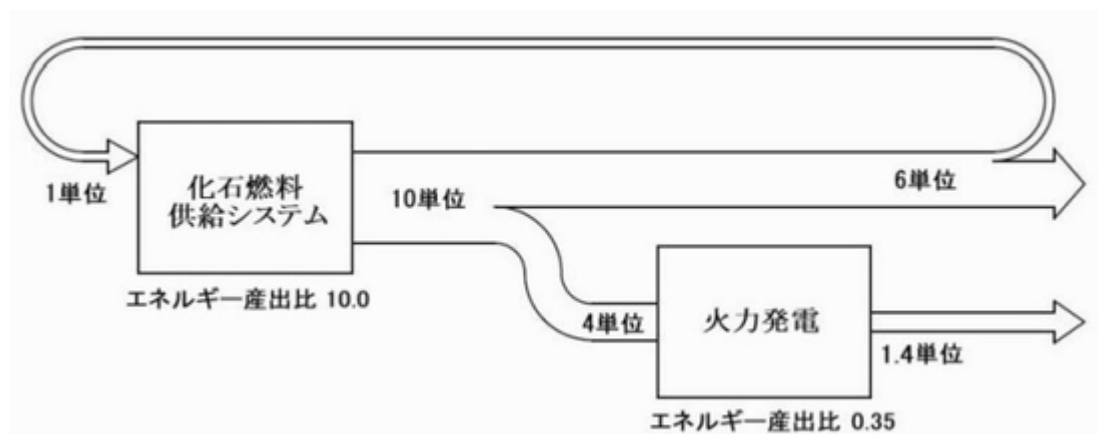 1単位
化石燃料
供給システム
エネルギー産出比 10.0
10単位
6単位
4単位
火力発電
エネルギー産出比 0.35
1.4単位